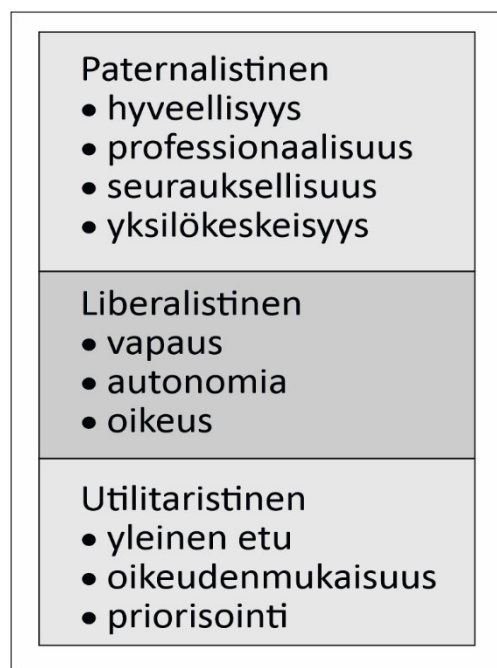 Paternalistinen
• hyveellisyys
• professionaalisuus
• seurauksellisuus
• yksilökeskeisyys
Liberalistinen
• vapaus
• autonomia
• oikeus
Utilitaristinen
• yleinen etu
• oikeudenmukaisuus
• priorisointi